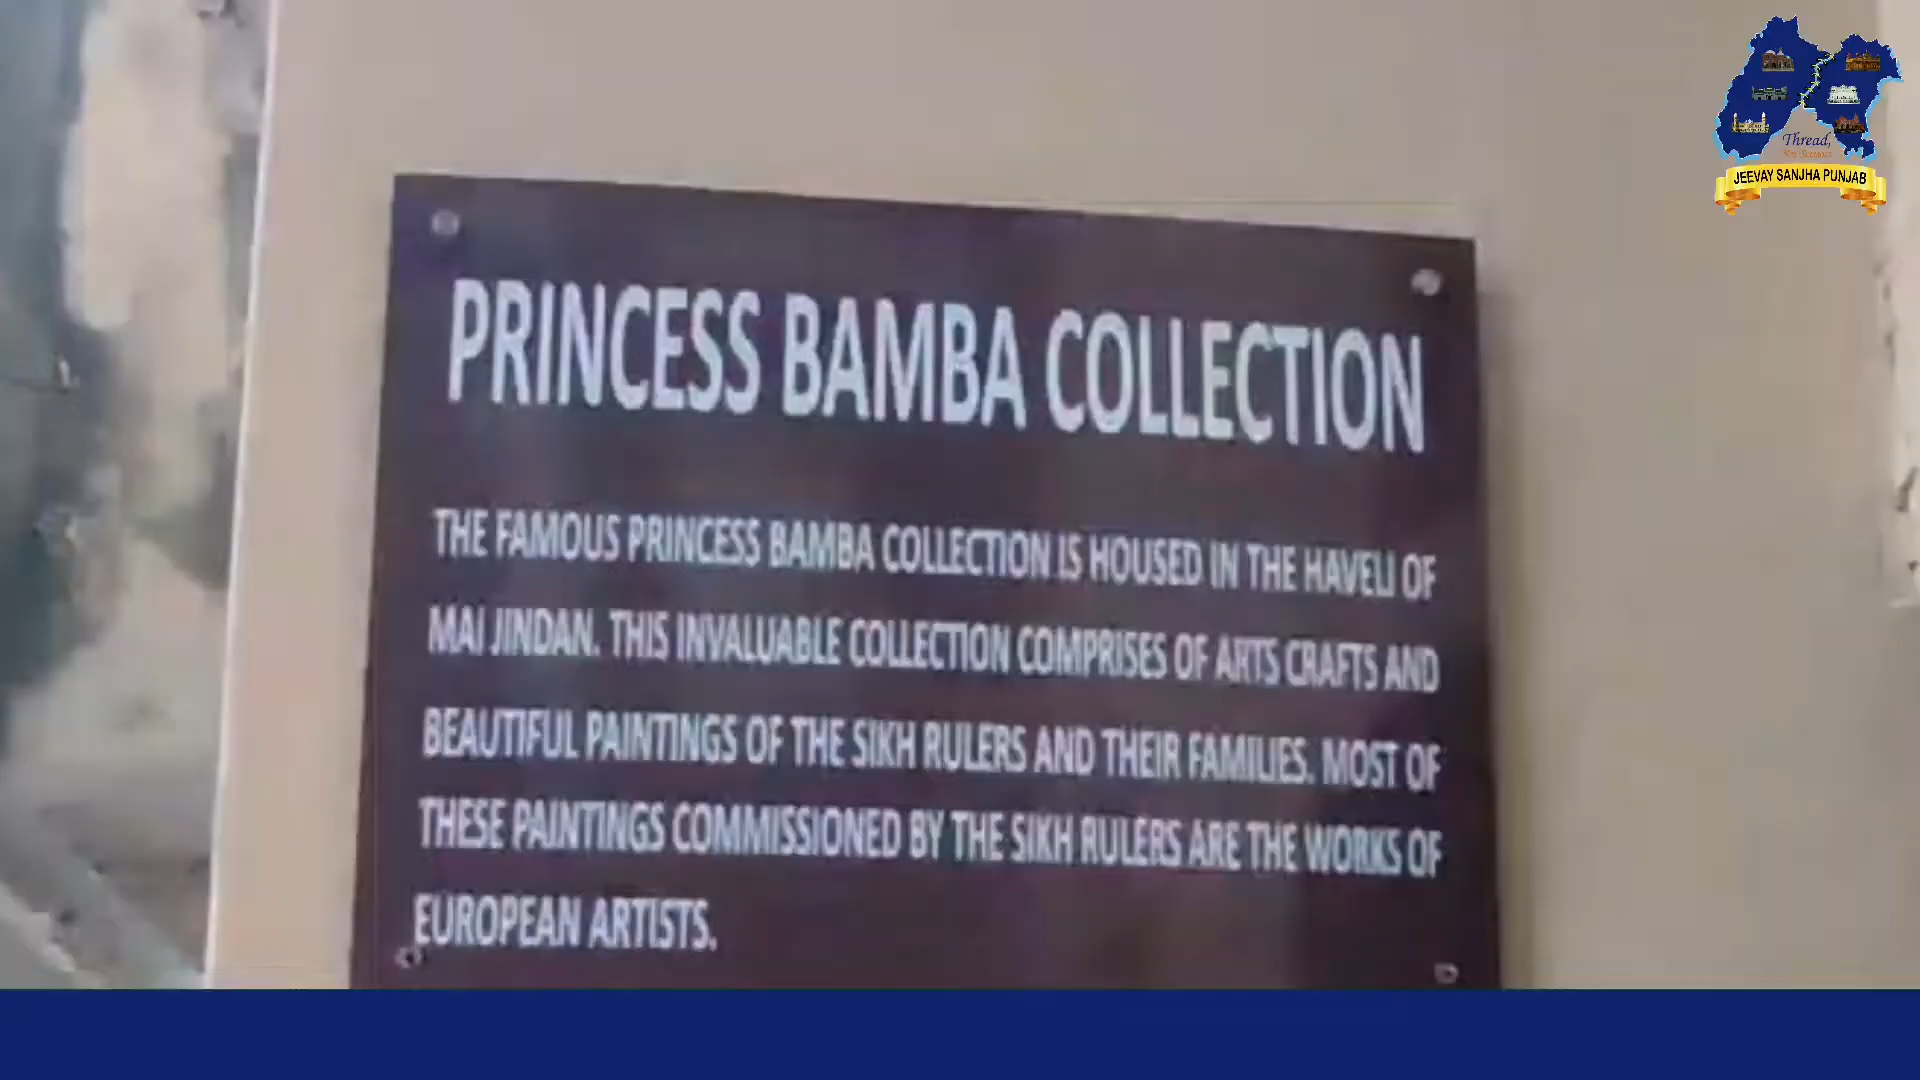 Thread,
JEEVAY SANJHA PUNJAB
PRINCESS BAMBA COLLECTION
THE FAMOUS PRINCESS BAMBA COLLECTION IS HOUSED IN THE HAVELI OF
MAI JINDAN. THIS INVALUABLE COLLECTION COMPRISES OF ARTS CRAFTS AND
BEAUTIFUL PAINTINGS OF THE SIKH RULERS AND THEIR FAMILIES. MOST OF
THESE PAINTINGS COMMISSIONED BY THE SIKH RULERS ARE THE WORKS OF
EUROPEAN ARTISTS.